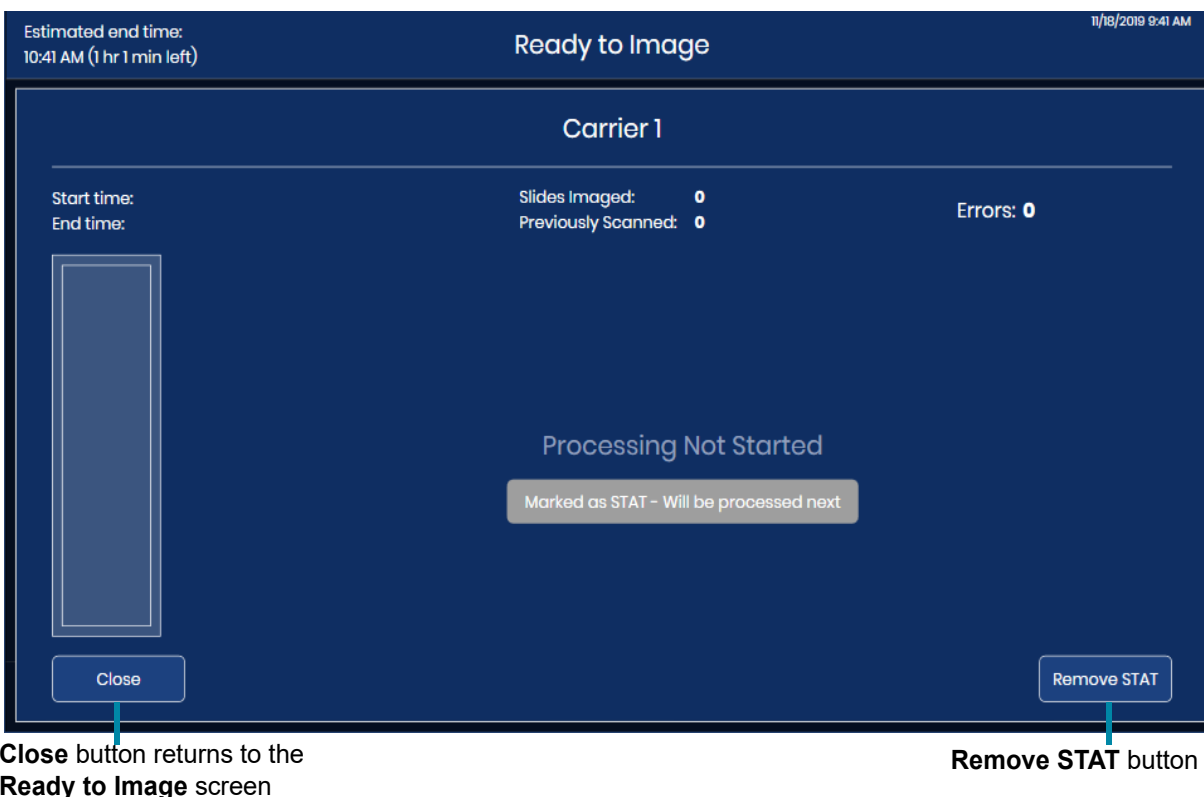 Estimated end time:
10:41 AM (1 hr 1 min left)
Ready to Image
11/18/2019 9:41 AM
Carrier 1
Start time:
End time:
Slides Imaged: 0
Previously Scanned: 0
Errors: 0
Processing Not Started
Marked as STAT - Will be processed next
Close
Remove STAT
Close button returns to the
Ready to Image screen
Remove STAT button